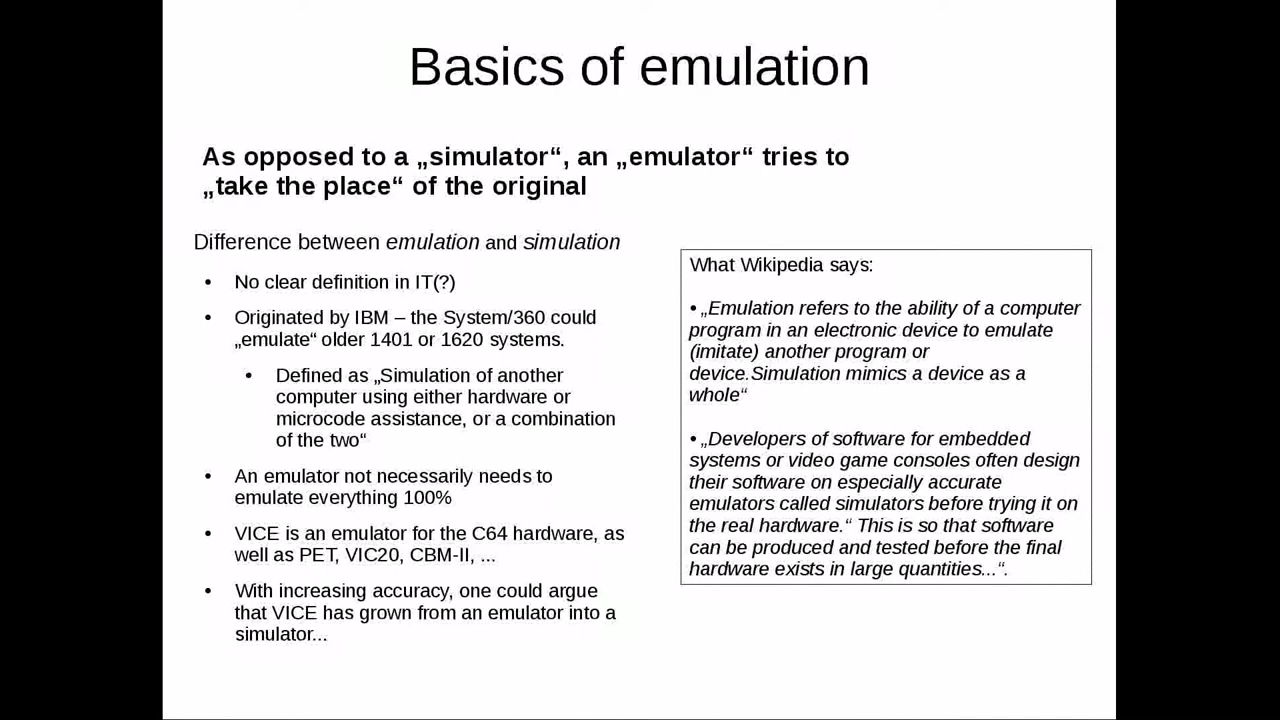 Basics of emulation
As opposed to a „simulator“, an „emulator“ tries to
„take the place“ of the original
Difference between emulation and simulation
• No clear definition in IT(?)
• Originated by IBM – the System/360 could
„emulate“ older 1401 or 1620 systems.
• Defined as „Simulation of another
computer using either hardware or
microcode assistance, or a combination
of the two“
• An emulator not necessarily needs to
emulate everything 100%
• VICE is an emulator for the C64 hardware, as
well as PET, VIC20, CBM-II, ...
• With increasing accuracy, one could argue
that VICE has grown from an emulator into a
simulator...
What Wikipedia says:
• „Emulation refers to the ability of a computer
program in an electronic device to emulate
(imitate) another program or
device.Simulation mimics a device as a
whole“
• „Developers of software for embedded
systems or video game consoles often design
their software on especially accurate
emulators called simulators before trying it on
the real hardware.“ This is so that software
can be produced and tested before the final
hardware exists in large quantities...“.